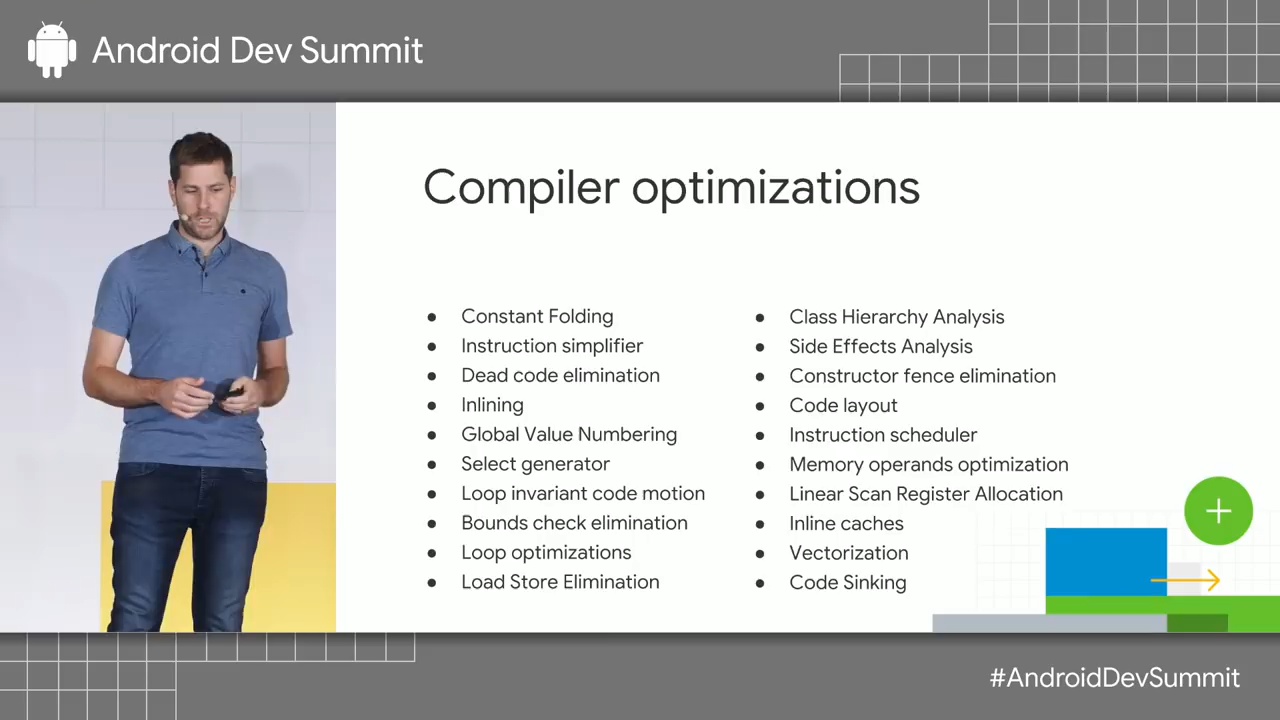 Android Dev Summit
Compiler optimizations
Constant Folding
Instruction simplifier
Dead code elimination
Inlining
Global Value Numbering
Select generator
Loop invariant code motion
Bounds check elimination
Loop optimizations
Load Store Elimination
Class Hierarchy Analysis
Side Effects Analysis
Constructor fence elimination
Code layout
Instruction scheduler
Memory operands optimization
Linear Scan Register Allocation
Inline caches
Vectorization
Code Sinking
#AndroidDevSummit